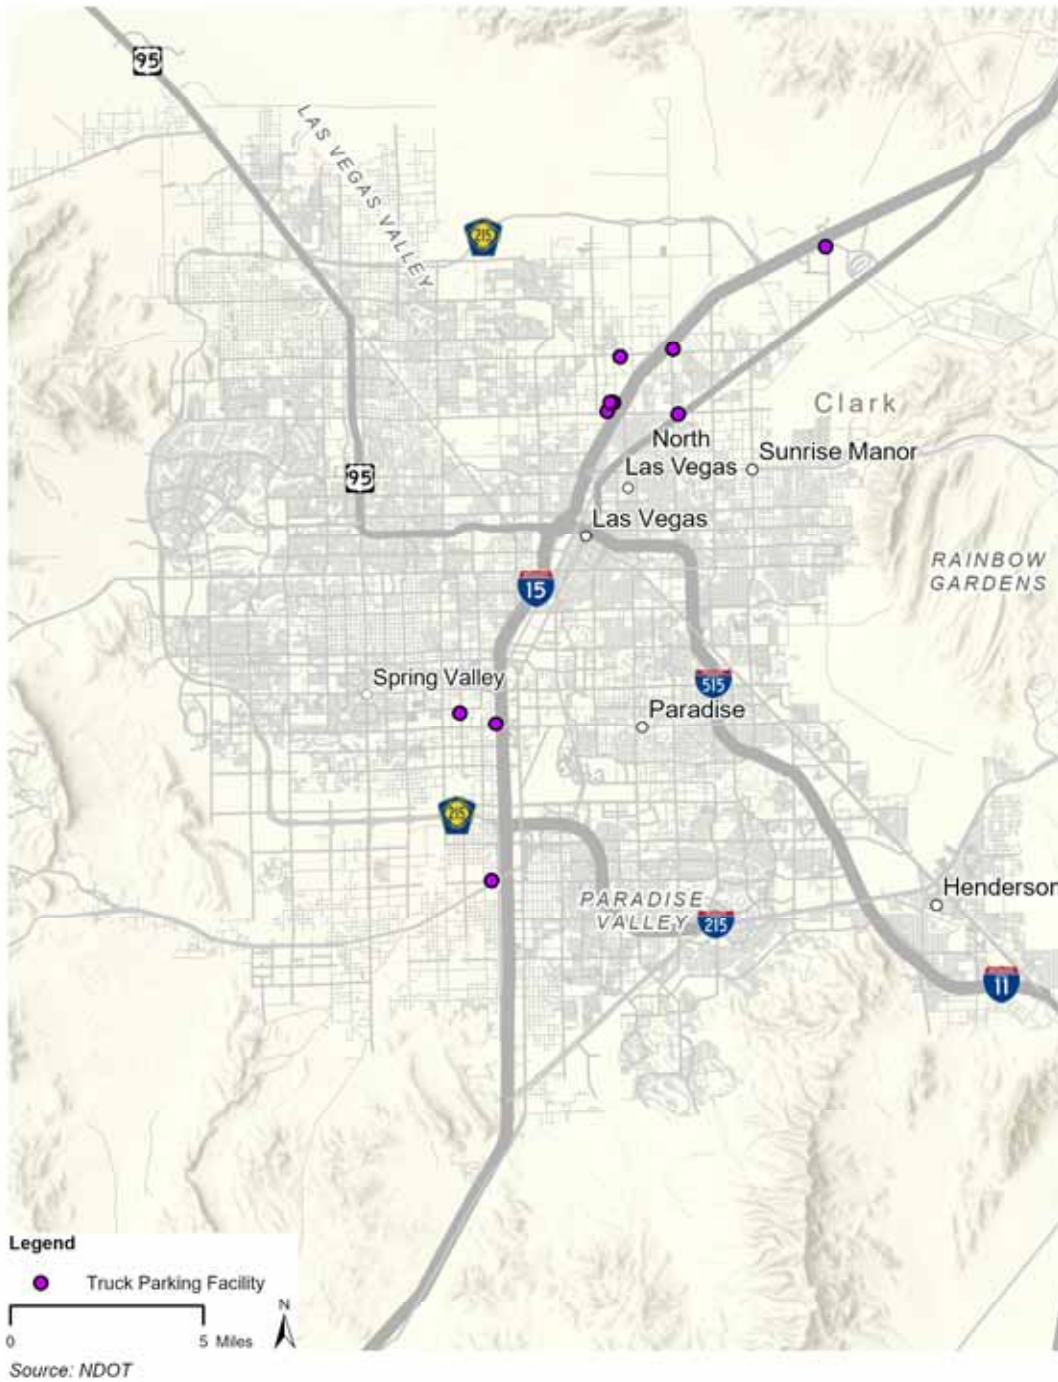 95
LAS VEGAS VALLEY
215
Clark
North
Las Vegas
Sunrise Manor
95
Las Vegas
RAINBOW
GARDENS
15
Spring Valley
515
Paradise
215
Henderson
PARADISE
VALLEY
215
11
Legend
Truck Parking Facility
N
0 5 Miles
Source: NDOT